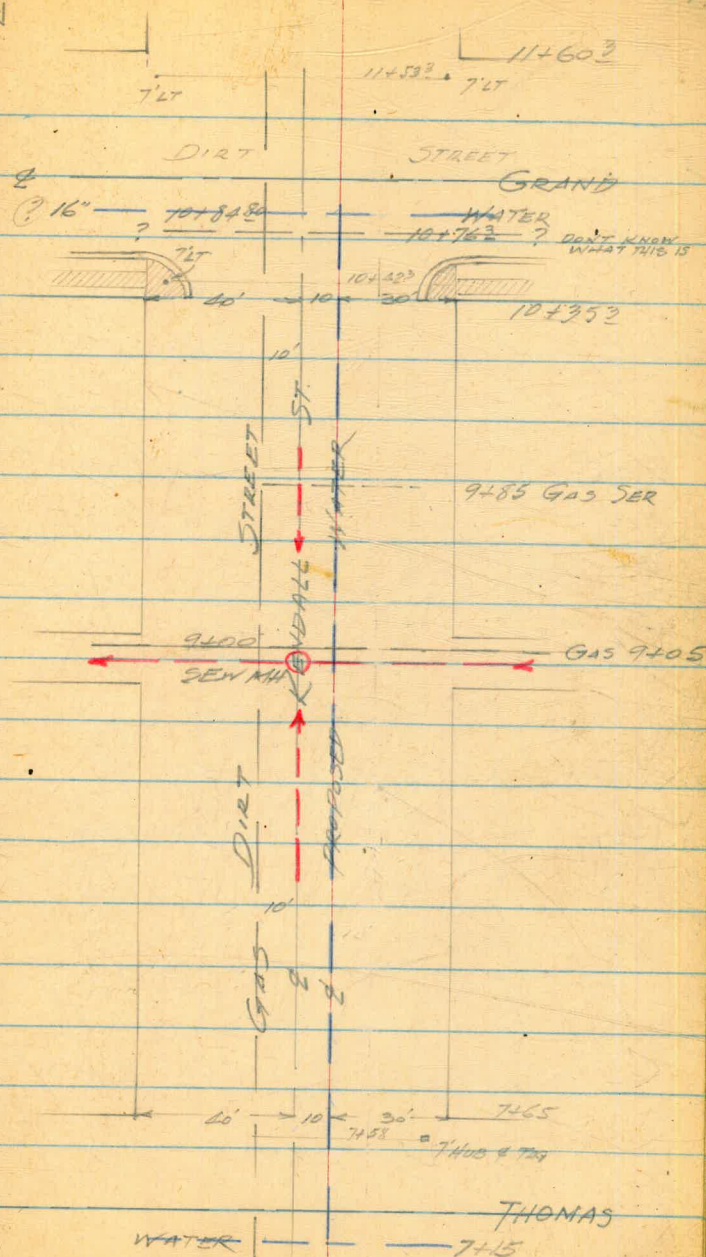 11+60³
11+53³
7' LT
7' LT
DIRT STREET
℄ GRAND
? 16" 10+84⁸⁰ WATER
? 10+76³ ? DON'T KNOW
WHAT THIS IS
7' LT
10+42³
40' 10 30'
10+35³
10'
KENDALL ST.
DIRT STREET
PROPOSED WATER
9+85 GAS SER
9+00
SEW MH
GAS 9+05
10'
GAS
℄ ℄
40' 10 30' 7+65
7+58 7' HUB & TAG
THOMAS
WATER 7+15